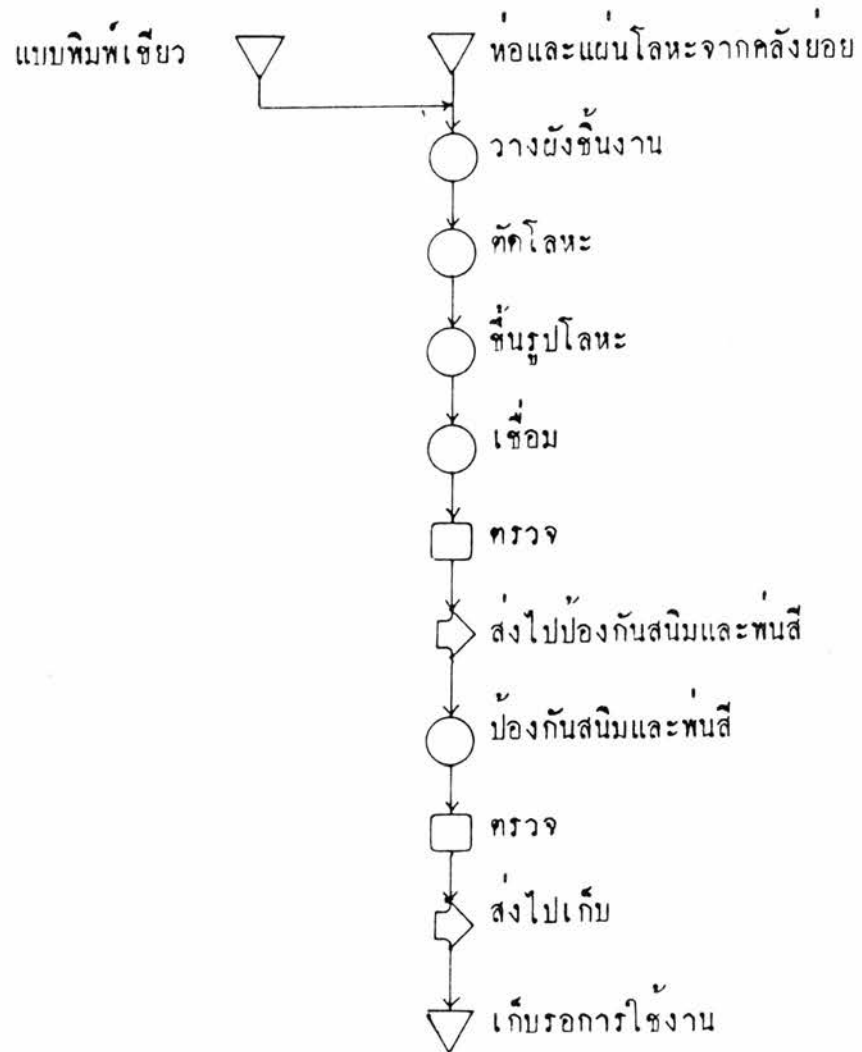 แบบพิมพ์เขียว
ท่อและแผ่นโลหะจากคลังย่อย
วางผังชิ้นงาน
ตัดโลหะ
ขึ้นรูปโลหะ
เชื่อม
ตรวจ
ส่งไปป้องกันสนิมและพ่นสี
ป้องกันสนิมและพ่นสี
ตรวจ
ส่งไปเก็บ
เก็บรอการใช้งาน